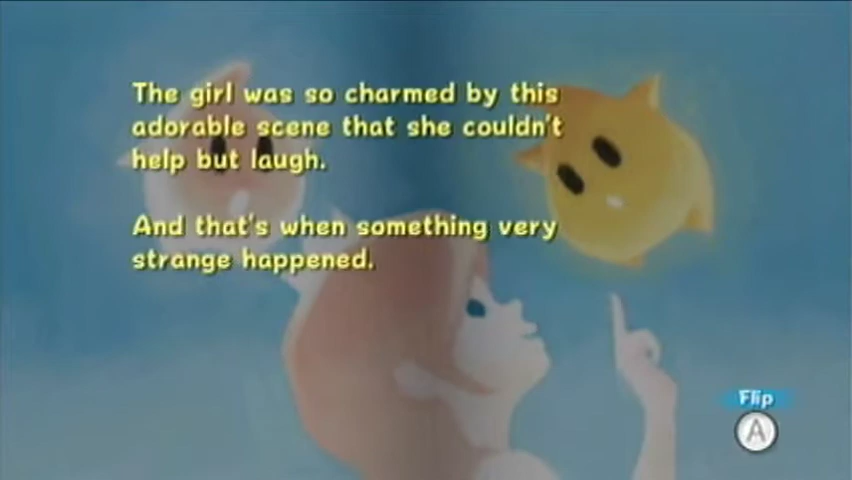 The girl was so charmed by this
adorable scene that she couldn't
help but laugh.
And that's when something very
strange happened.
Flip
A